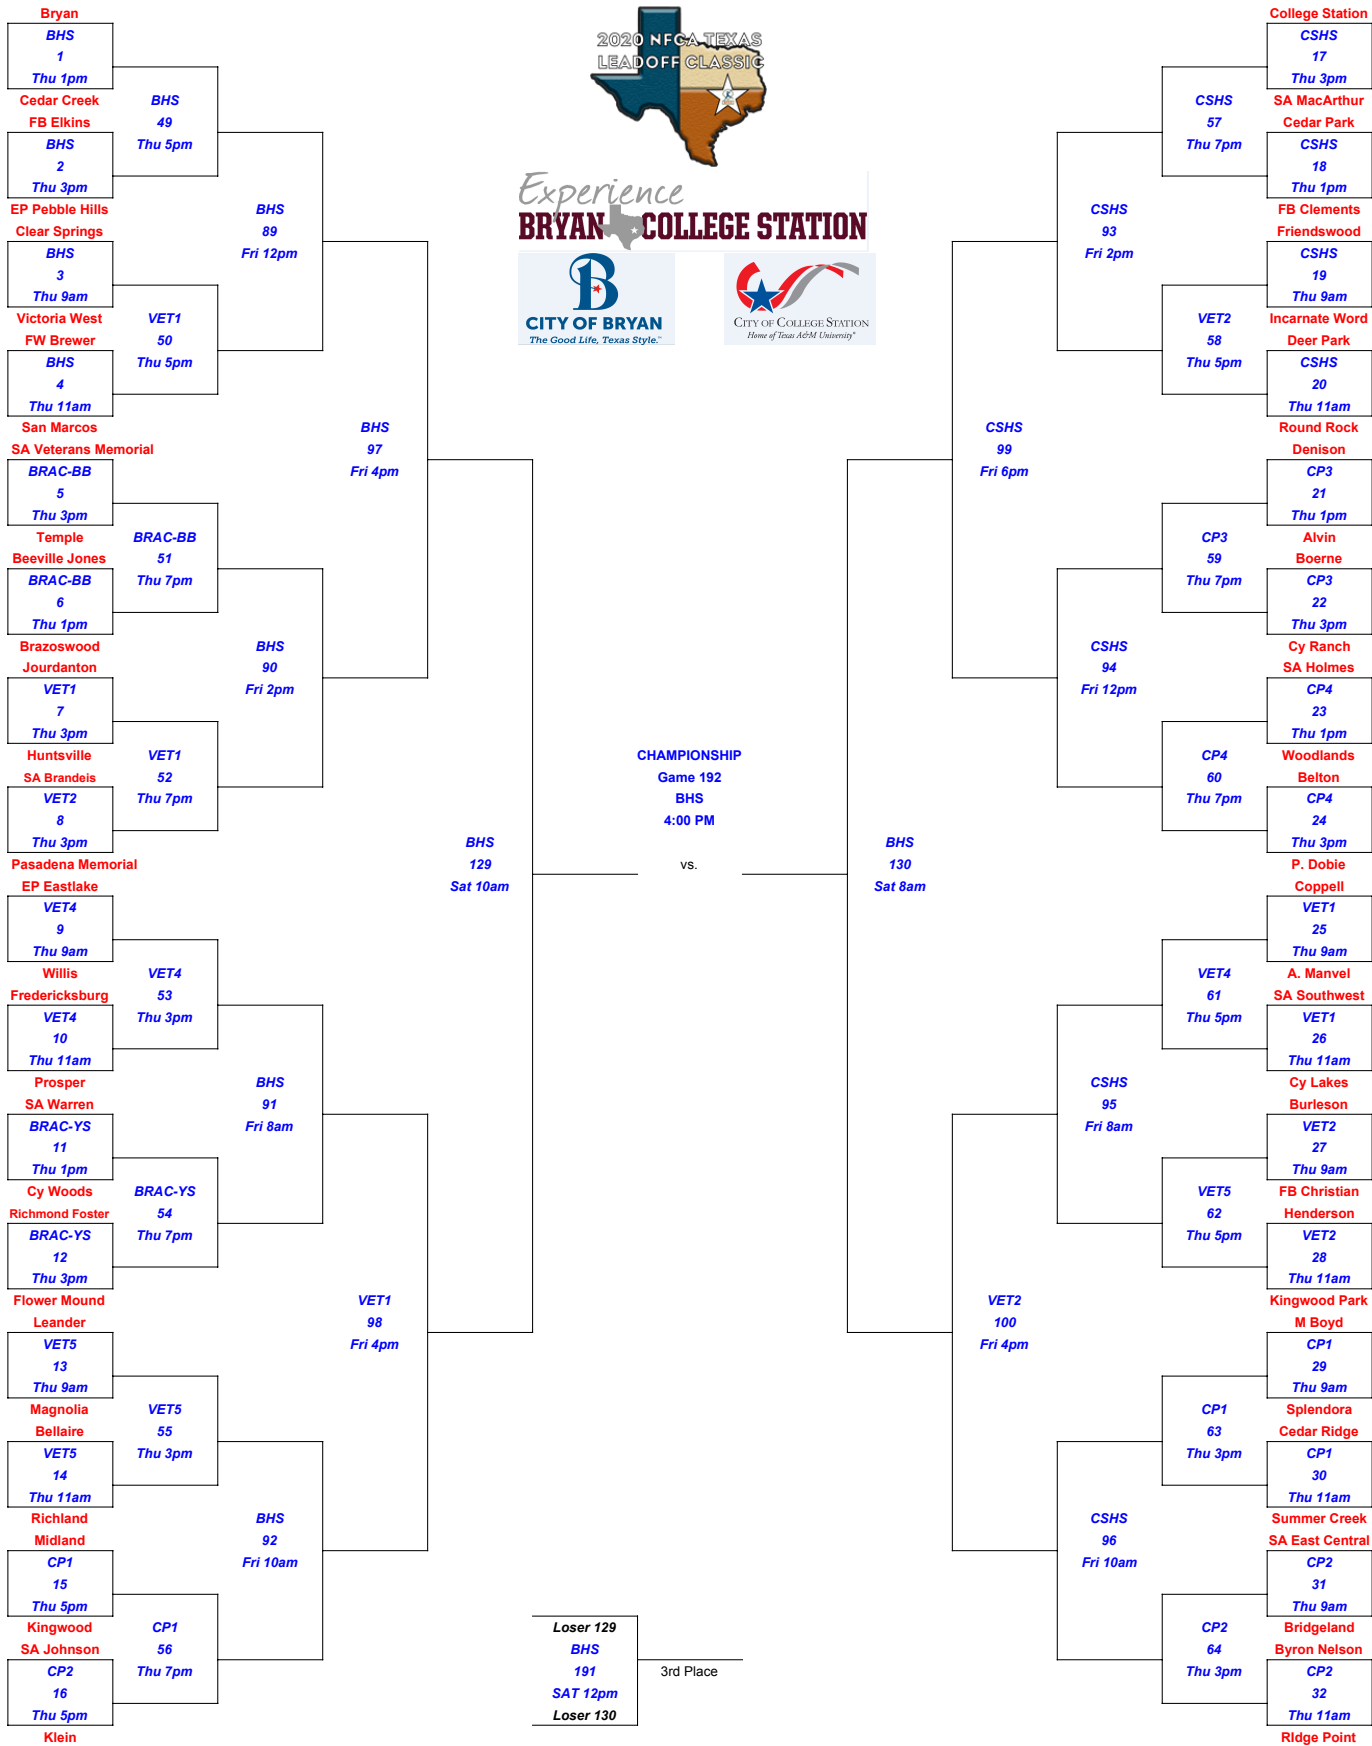 Bryan
BHS
1
Thu 1pm
Cedar Creek
FB Elkins
BHS
2
Thu 3pm
EP Pebble Hills
Clear Springs
BHS
3
Thu 9am
Victoria West
FW Brewer
BHS
4
Thu 11am
San Marcos
SA Veterans Memorial
BRAC-BB
5
Thu 3pm
Temple
Beeville Jones
BRAC-BB
6
Thu 1pm
Brazoswood
Jourdanton
VET1
7
Thu 3pm
Huntsville
SA Brandeis
VET2
8
Thu 3pm
Pasadena Memorial
EP Eastlake
VET4
9
Thu 9am
Willis
Fredericksburg
VET4
10
Thu 11am
Prosper
SA Warren
BRAC-YS
11
Thu 1pm
Cy Woods
Richmond Foster
BRAC-YS
12
Thu 3pm
Flower Mound
Leander
VET5
13
Thu 9am
Magnolia
Bellaire
VET5
14
Thu 11am
Richland
Midland
CP1
15
Thu 5pm
Kingwood
SA Johnson
CP2
16
Thu 5pm
Klein
BHS
49
Thu 5pm
VET1
50
Thu 5pm
BRAC-BB
51
Thu 7pm
VET1
52
Thu 7pm
VET4
53
Thu 3pm
BRAC-YS
54
Thu 7pm
VET5
55
Thu 3pm
CP1
56
Thu 7pm
BHS
89
Fri 12pm
BHS
90
Fri 2pm
BHS
91
Fri 8am
BHS
92
Fri 10am
BHS
97
Fri 4pm
VET1
98
Fri 4pm
BHS
129
Sat 10am
2020 NFCA TEXAS
LEADOFF CLASSIC
Experience
BRYAN COLLEGE STATION
B
CITY OF BRYAN
The Good Life, Texas Style.™
CITY OF COLLEGE STATION
Home of Texas A&M University®
CHAMPIONSHIP
Game 192
BHS
4:00 PM
vs.
Loser 129
BHS
191
SAT 12pm
Loser 130
3rd Place
BHS
130
Sat 8am
CSHS
99
Fri 6pm
VET2
100
Fri 4pm
CSHS
93
Fri 2pm
CSHS
94
Fri 12pm
CSHS
95
Fri 8am
CSHS
96
Fri 10am
CSHS
57
Thu 7pm
VET2
58
Thu 5pm
CP3
59
Thu 7pm
CP4
60
Thu 7pm
VET4
61
Thu 5pm
VET5
62
Thu 5pm
CP1
63
Thu 3pm
CP2
64
Thu 3pm
College Station
CSHS
17
Thu 3pm
SA MacArthur
Cedar Park
CSHS
18
Thu 1pm
FB Clements
Friendswood
CSHS
19
Thu 9am
Incarnate Word
Deer Park
CSHS
20
Thu 11am
Round Rock
Denison
CP3
21
Thu 1pm
Alvin
Boerne
CP3
22
Thu 3pm
Cy Ranch
SA Holmes
CP4
23
Thu 1pm
Woodlands
Belton
CP4
24
Thu 3pm
P. Dobie
Coppell
VET1
25
Thu 9am
A. Manvel
SA Southwest
VET1
26
Thu 11am
Cy Lakes
Burleson
VET2
27
Thu 9am
FB Christian
Henderson
VET2
28
Thu 11am
Kingwood Park
M Boyd
CP1
29
Thu 9am
Splendora
Cedar Ridge
CP1
30
Thu 11am
Summer Creek
SA East Central
CP2
31
Thu 9am
Bridgeland
Byron Nelson
CP2
32
Thu 11am
RIdge Point